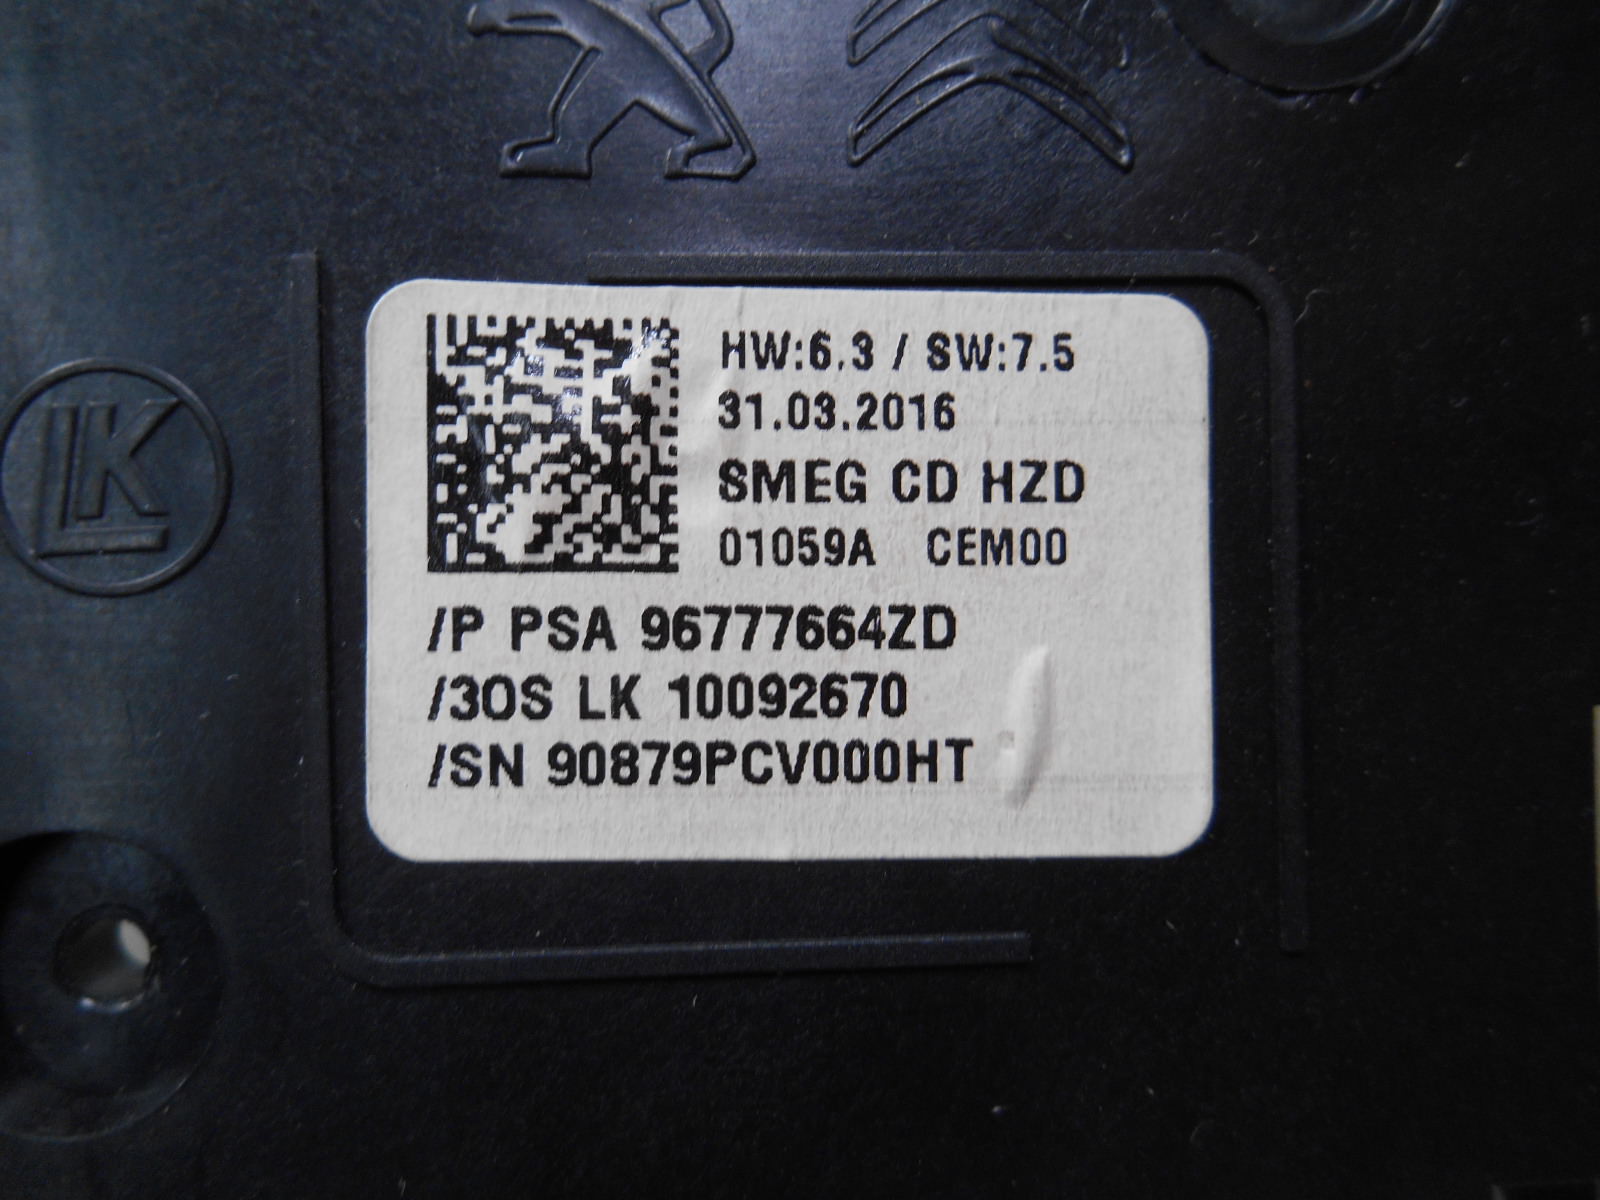 LK
HW:6.3 / SW:7.5
31.03.2016
SMEG CD HZD
01059A CEM00
/P PSA 96777664ZD
/3OS LK 10092670
/SN 90879PCV000HT